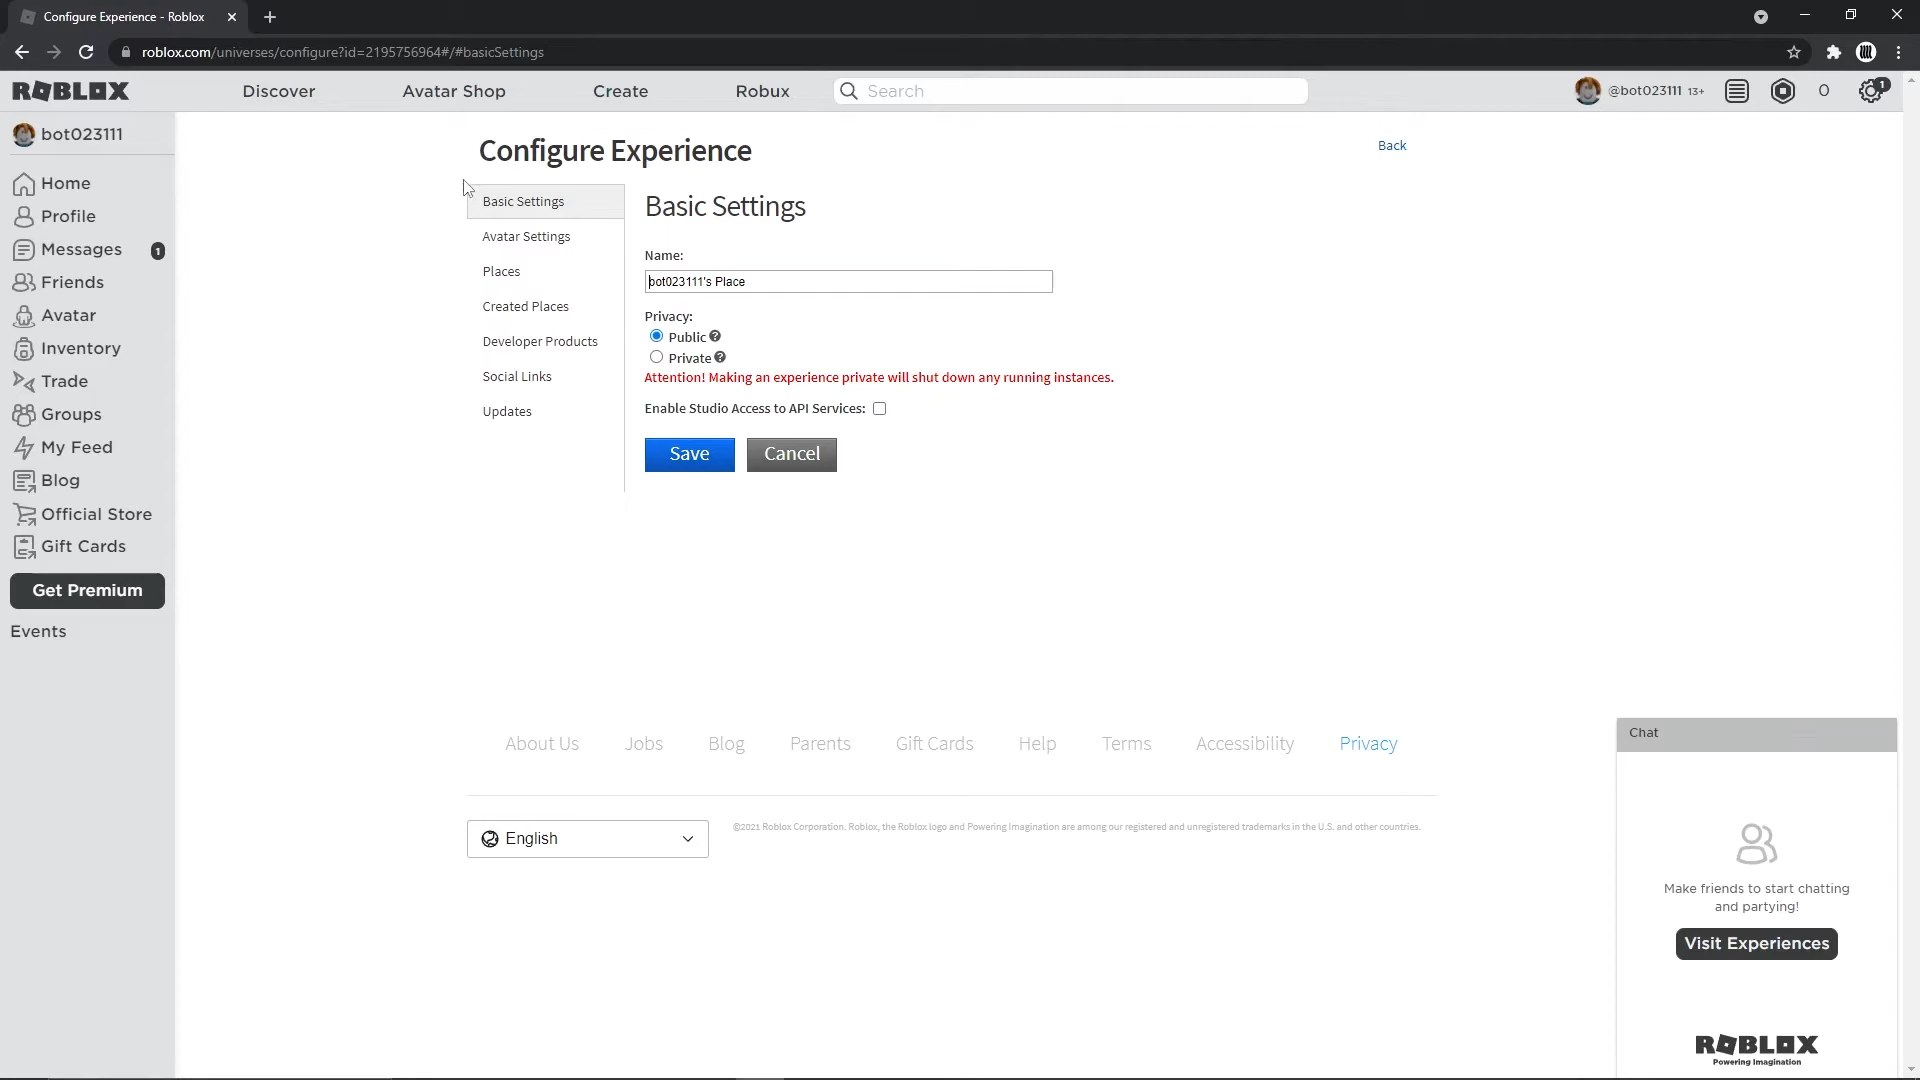 Configure Experience - Roblox
roblox.com/universes/configure?id=2195756964#/#basicSettings
ROBLOX
Discover
Avatar Shop
Create
Robux
Search
@bot023111 13+
0
1
bot023111
Home
Profile
Messages 1
Friends
Avatar
Inventory
Trade
Groups
My Feed
Blog
Official Store
Gift Cards
Get Premium
Events
Configure Experience
Back
Basic Settings
Avatar Settings
Places
Created Places
Developer Products
Social Links
Updates
Basic Settings
Name:
bot023111's Place
Privacy:
Public ?
Private ?
Attention! Making an experience private will shut down any running instances.
Enable Studio Access to API Services:
Save
Cancel
About Us
Jobs
Blog
Parents
Gift Cards
Help
Terms
Accessibility
Privacy
English
©2021 Roblox Corporation. Roblox, the Roblox logo and Powering Imagination are among our registered and unregistered trademarks in the U.S. and other countries.
Chat
Make friends to start chatting
and partying!
Visit Experiences
ROBLOX
Powering Imagination